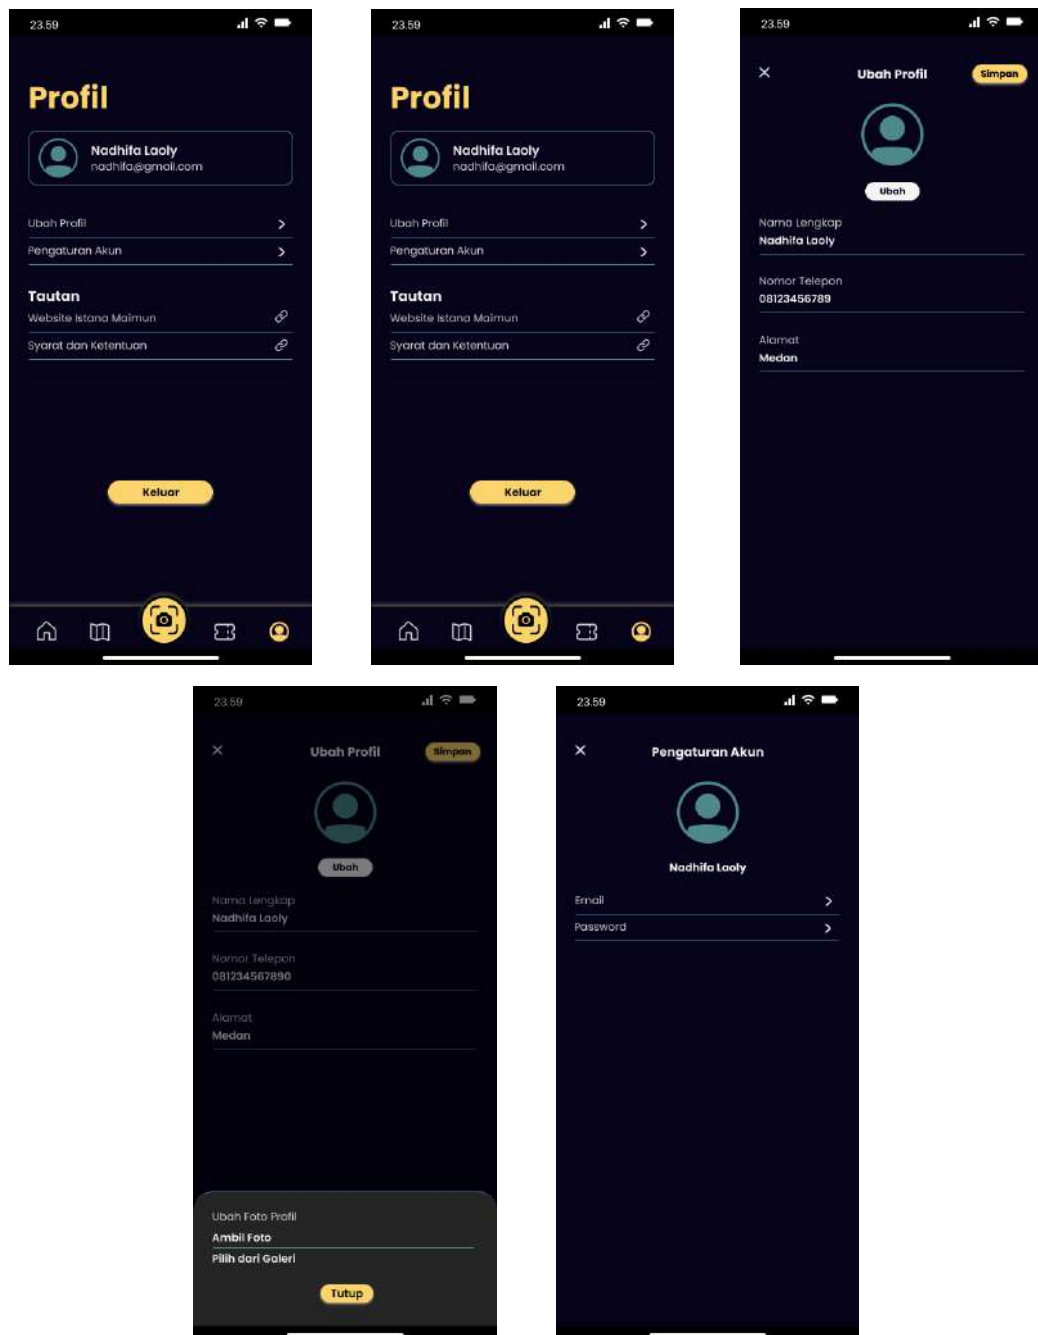 23.59
Profil
Nadhifa Laoly
nadhifa@gmail.com
Ubah Profil
Pengaturan Akun
Tautan
Website Istana Maimun
Syarat dan Ketentuan
Keluar
23.59
Profil
Nadhifa Laoly
nadhifa@gmail.com
Ubah Profil
Pengaturan Akun
Tautan
Website Istana Maimun
Syarat dan Ketentuan
Keluar
23.59
Ubah Profil
Simpan
Ubah
Nama Lengkap
Nadhifa Laoly
Nomor Telepon
08123456789
Alamat
Medan
23.59
Ubah Profil
Simpan
Ubah
Nama Lengkap
Nadhifa Laoly
Nomor Telepon
081234567890
Alamat
Medan
Ubah Foto Profil
Ambil Foto
Pilih dari Galeri
Tutup
23.59
Pengaturan Akun
Nadhifa Laoly
Email
Password